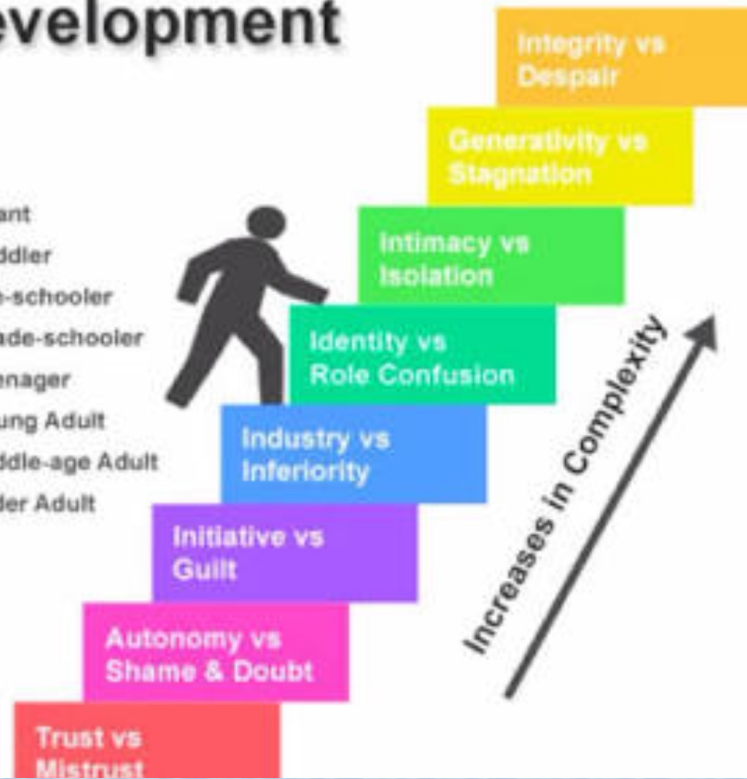 evelopment
Integrity vs
Despair
Generativity vs
Stagnation
Intimacy vs
Isolation
Identity vs
Role Confusion
Industry vs
Inferiority
Initiative vs
Guilt
Autonomy vs
Shame & Doubt
Trust vs
Mistrust
ant
ddler
e-schooler
ade-schooler
enager
ung Adult
ddle-age Adult
der Adult
Increases in Complexity